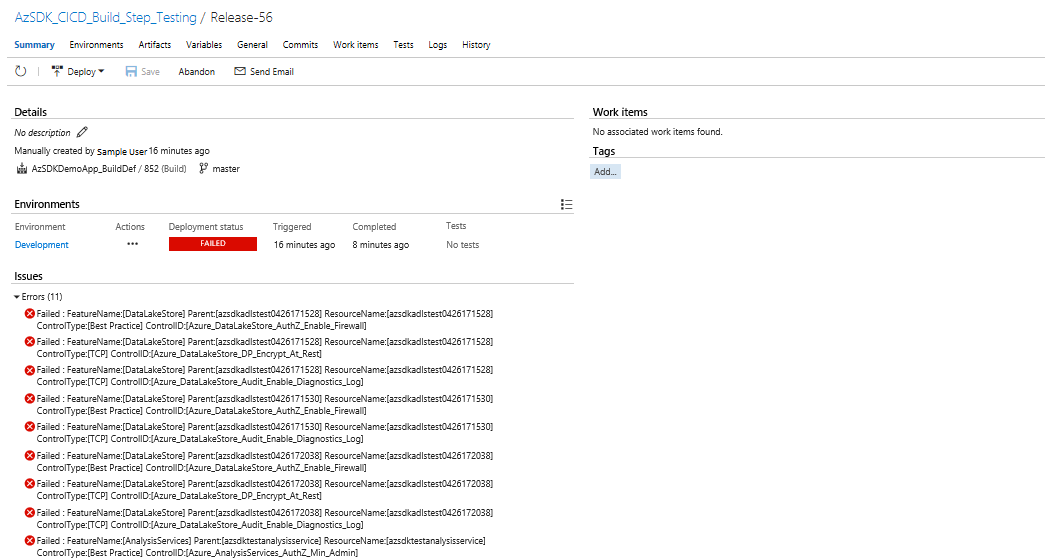 AzSDK_CICD_Build_Step_Testing / Release-56
Summary Environments Artifacts Variables General Commits Work items Tests Logs History
Deploy Save Abandon Send Email
Details
No description
Manually created by Sample User 16 minutes ago
AzSDKDemoApp_BuildDef / 852 (Build) master
Work items
No associated work items found.
Tags
Add...
Environments
Environment Actions Deployment status Triggered Completed Tests
Development ••• FAILED 16 minutes ago 8 minutes ago No tests
Issues
Errors (11)
Failed : FeatureName:[DataLakeStore] Parent:[azsdkadlstest0426171528] ResourceName:[azsdkadlstest0426171528]
ControlType:[Best Practice] ControlID:[Azure_DataLakeStore_AuthZ_Enable_Firewall]
Failed : FeatureName:[DataLakeStore] Parent:[azsdkadlstest0426171528] ResourceName:[azsdkadlstest0426171528]
ControlType:[TCP] ControlID:[Azure_DataLakeStore_DP_Encrypt_At_Rest]
Failed : FeatureName:[DataLakeStore] Parent:[azsdkadlstest0426171528] ResourceName:[azsdkadlstest0426171528]
ControlType:[TCP] ControlID:[Azure_DataLakeStore_Audit_Enable_Diagnostics_Log]
Failed : FeatureName:[DataLakeStore] Parent:[azsdkadlstest0426171530] ResourceName:[azsdkadlstest0426171530]
ControlType:[Best Practice] ControlID:[Azure_DataLakeStore_AuthZ_Enable_Firewall]
Failed : FeatureName:[DataLakeStore] Parent:[azsdkadlstest0426171530] ResourceName:[azsdkadlstest0426171530]
ControlType:[TCP] ControlID:[Azure_DataLakeStore_Audit_Enable_Diagnostics_Log]
Failed : FeatureName:[DataLakeStore] Parent:[azsdkadlstest0426172038] ResourceName:[azsdkadlstest0426172038]
ControlType:[Best Practice] ControlID:[Azure_DataLakeStore_AuthZ_Enable_Firewall]
Failed : FeatureName:[DataLakeStore] Parent:[azsdkadlstest0426172038] ResourceName:[azsdkadlstest0426172038]
ControlType:[TCP] ControlID:[Azure_DataLakeStore_DP_Encrypt_At_Rest]
Failed : FeatureName:[DataLakeStore] Parent:[azsdkadlstest0426172038] ResourceName:[azsdkadlstest0426172038]
ControlType:[TCP] ControlID:[Azure_DataLakeStore_Audit_Enable_Diagnostics_Log]
Failed : FeatureName:[AnalysisServices] Parent:[azsdktestanalysisservice] ResourceName:[azsdktestanalysisservice]
ControlType:[Best Practice] ControlID:[Azure_AnalysisServices_AuthZ_Min_Admin]